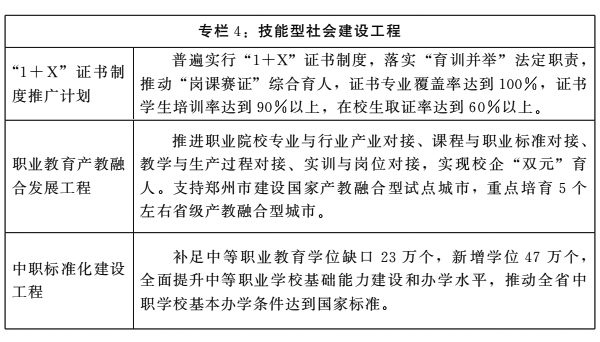 专栏 4：技能型社会建设工程
“1＋X”证书制
度推广计划
普遍实行“1＋X”证书制度，落实“育训并举”法定职责，
推动“岗课赛证”综合育人，证书专业覆盖率达到 100％，证书
学生培训率达到 90％以上，在校生取证率达到 60％以上。
职业教育产教融
合发展工程
推进职业院校专业与行业产业对接、课程与职业标准对接、
教学与生产过程对接、实训与岗位对接，实现校企“双元”育
人。支持郑州市建设国家产教融合型试点城市，重点培育 5 个
左右省级产教融合型城市。
中职标准化建设
工程
补足中等职业教育学位缺口 23 万个，新增学位 47 万个，
全面提升中等职业学校基础能力建设和办学水平，推动全省中
职学校基本办学条件达到国家标准。